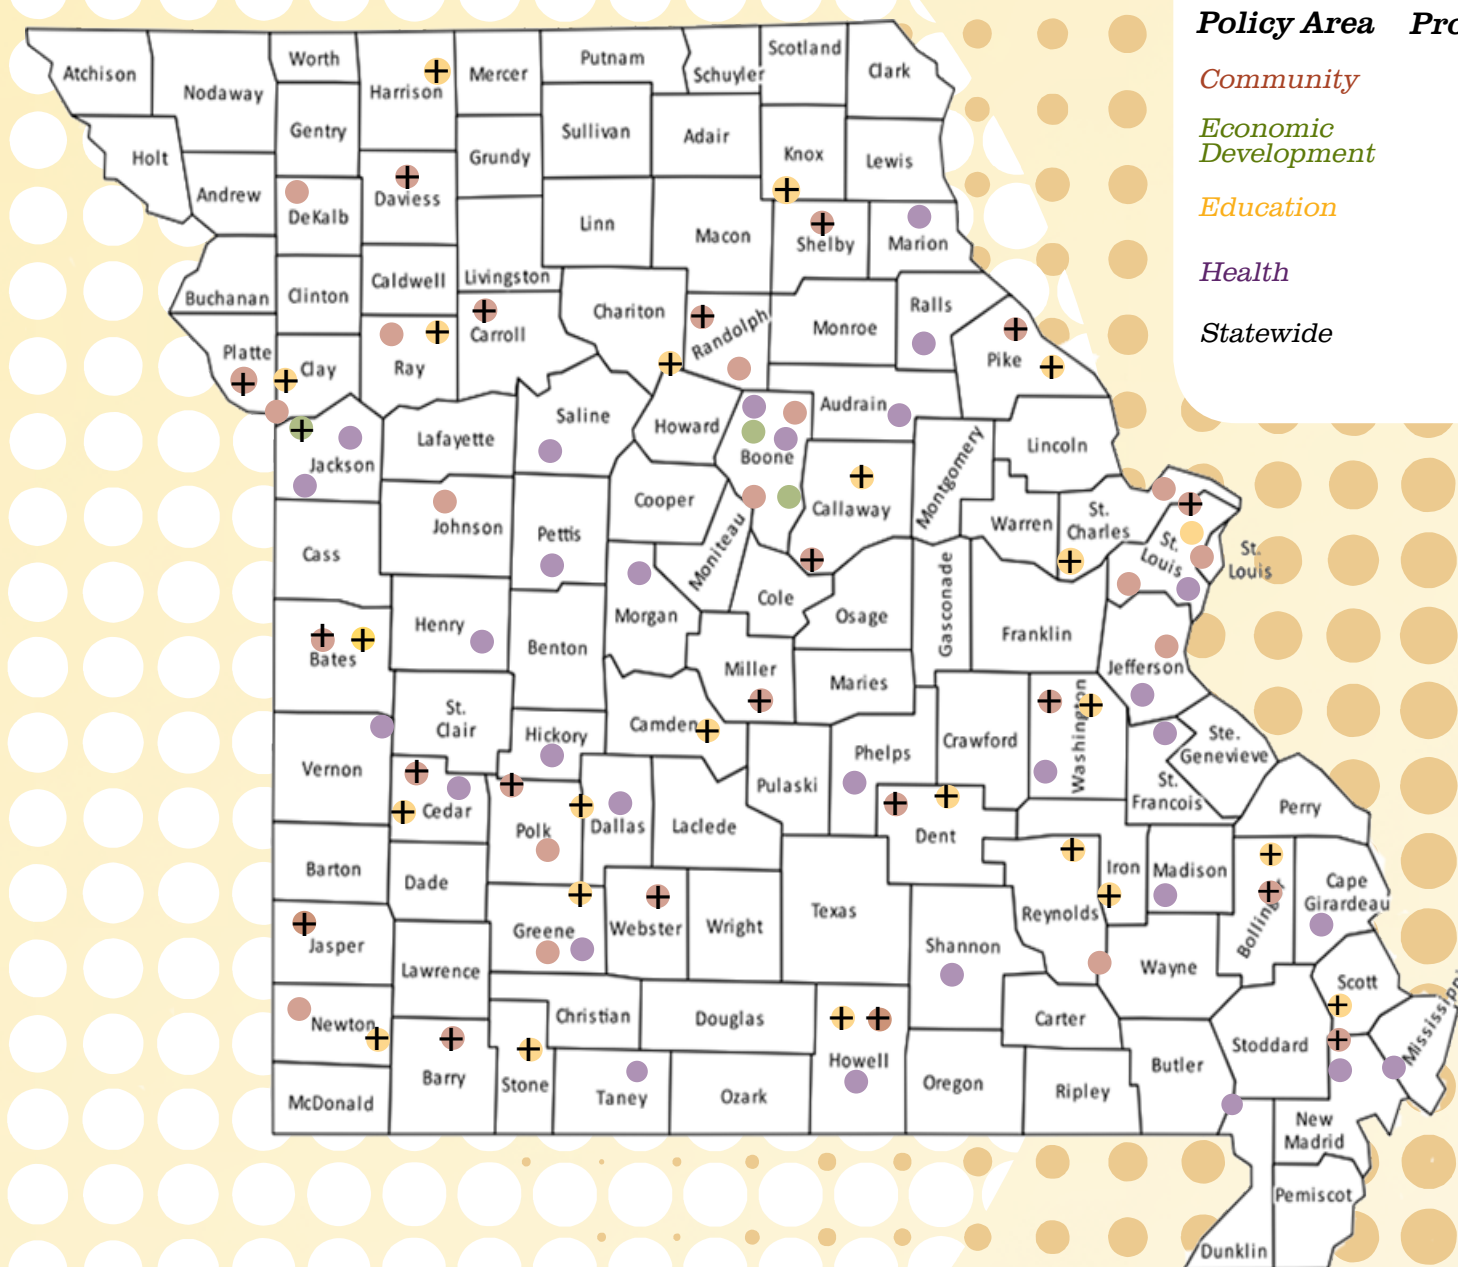 Policy Area Pro
Community
Economic
Development
Education
Health
Statewide
Atchison
Nodaway
Worth
Harrison
Mercer
Putnam
Schuyler
Scotland
Clark
Holt
Gentry
Grundy
Sullivan
Adair
Knox
Lewis
Andrew
DeKalb
Daviess
Linn
Macon
Shelby
Marion
Buchanan
Clinton
Caldwell
Livingston
Chariton
Randolph
Monroe
Ralls
Platte
Clay
Ray
Carroll
Pike
Saline
Howard
Boone
Audrain
Jackson
Lafayette
Lincoln
Cooper
Callaway
Montgomery
Johnson
Pettis
Moniteau
Warren
St.
Charles
St.
Louis
St.
Louis
Cass
Morgan
Cole
Osage
Gasconade
Franklin
Bates
Henry
Benton
Miller
Maries
Jefferson
St.
Clair
Hickory
Camden
Phelps
Crawford
Washington
Ste.
Genevieve
Vernon
Cedar
Polk
Dallas
Laclede
Pulaski
Dent
St.
Francois
Perry
Barton
Dade
Iron
Madison
Cape
Girardeau
Jasper
Greene
Webster
Wright
Texas
Reynolds
Bollinger
Lawrence
Shannon
Wayne
Scott
Newton
Christian
Douglas
Carter
Stoddard
Mississippi
Barry
Stone
Taney
Ozark
Howell
Oregon
Ripley
Butler
McDonald
New
Madrid
Pemiscot
Dunklin